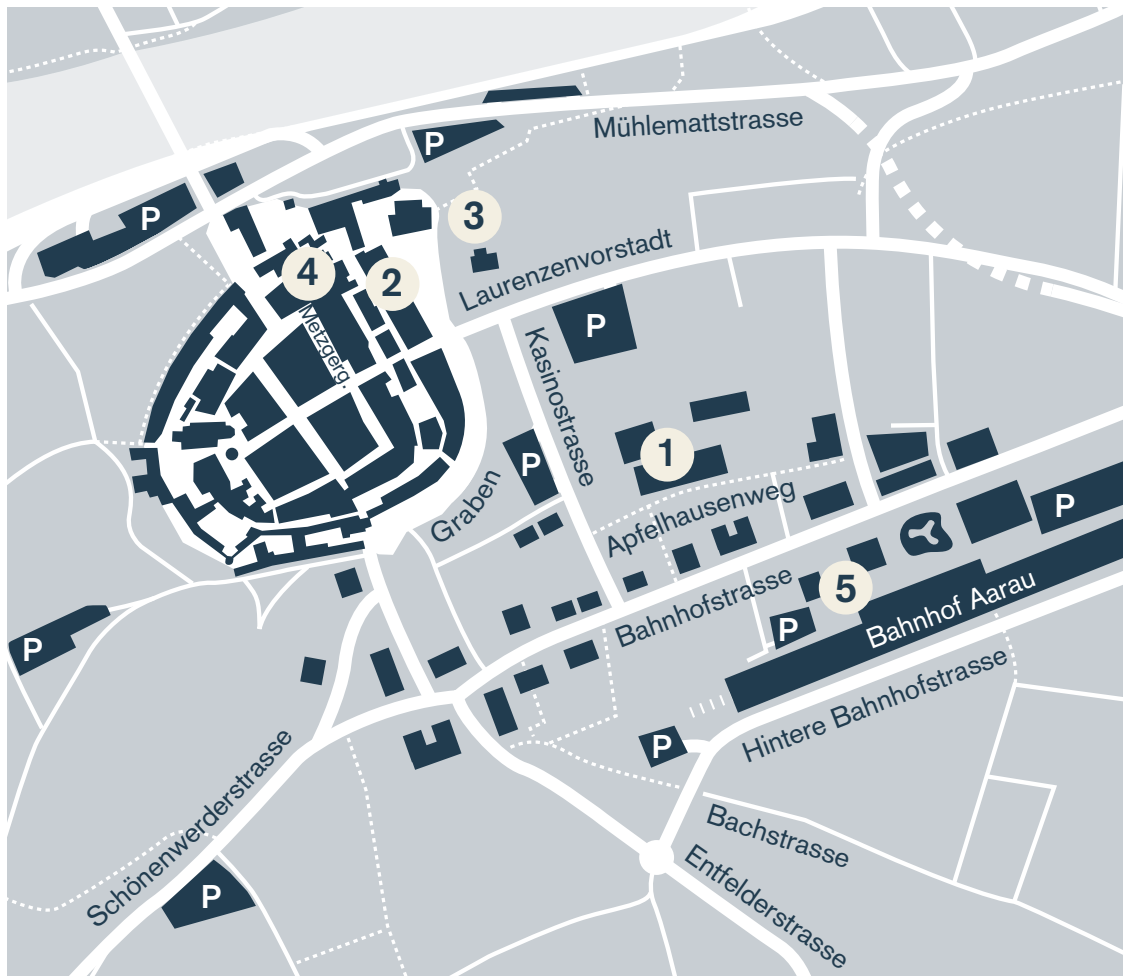 Mühlemattstrasse
P
P
3
Laurenzenvorstadt
4
2
Metzgerg.
P
Kasinostrasse
1
P
Graben
Apfelhausenweg
P
Bahnhofstrasse
5
P
Bahnhof Aarau
P
Hintere Bahnhofstrasse
P
Schönenwerderstrasse
Bachstrasse
Entfelderstrasse
P